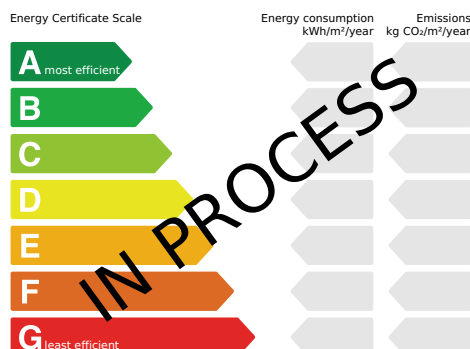 Energy Certificate Scale
Energy consumption
kWh/m²/year
Emissions
kg CO₂/m²/year
A most efficient
B
C
D
E
F
G least efficient
IN PROCESS